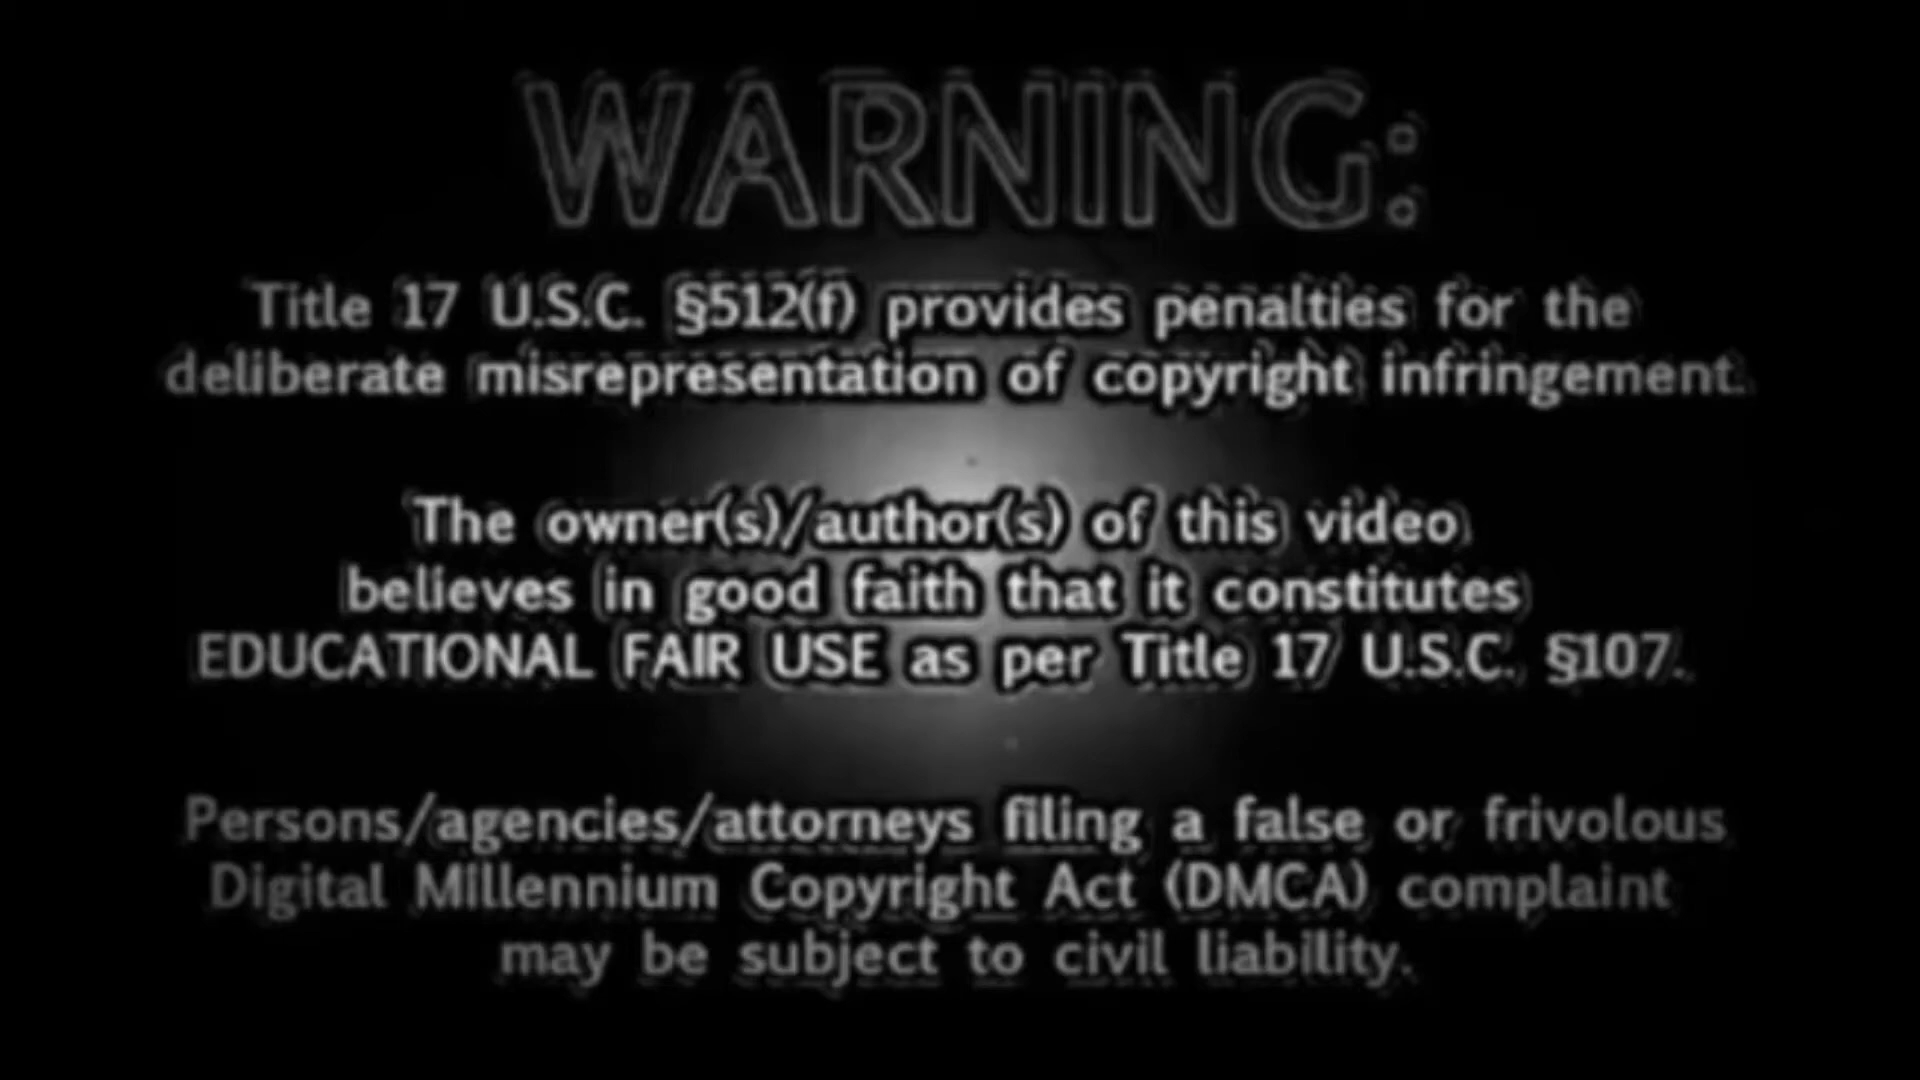 WARNING:
Title 17 U.S.C. §512(f) provides penalties for the
deliberate misrepresentation of copyright infringement.
The owner(s)/author(s) of this video
believes in good faith that it constitutes
EDUCATIONAL FAIR USE as per Title 17 U.S.C. §107.
Persons/agencies/attorneys filing a false or frivolous
Digital Millennium Copyright Act (DMCA) complaint
may be subject to civil liability.